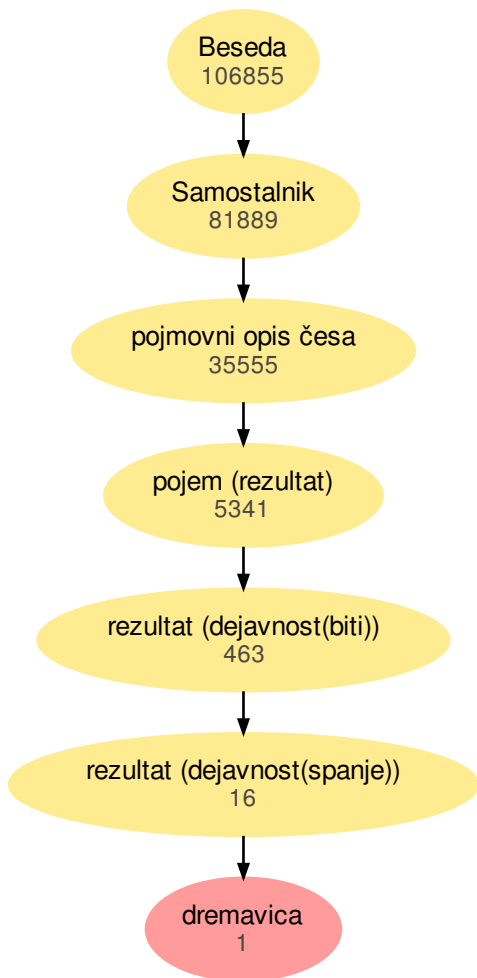 Beseda
106855
Samostalnik
81889
pojmovni opis česa
35555
pojem (rezultat)
5341
rezultat (dejavnost(biti))
463
rezultat (dejavnost(spanje))
16
dremavica
1